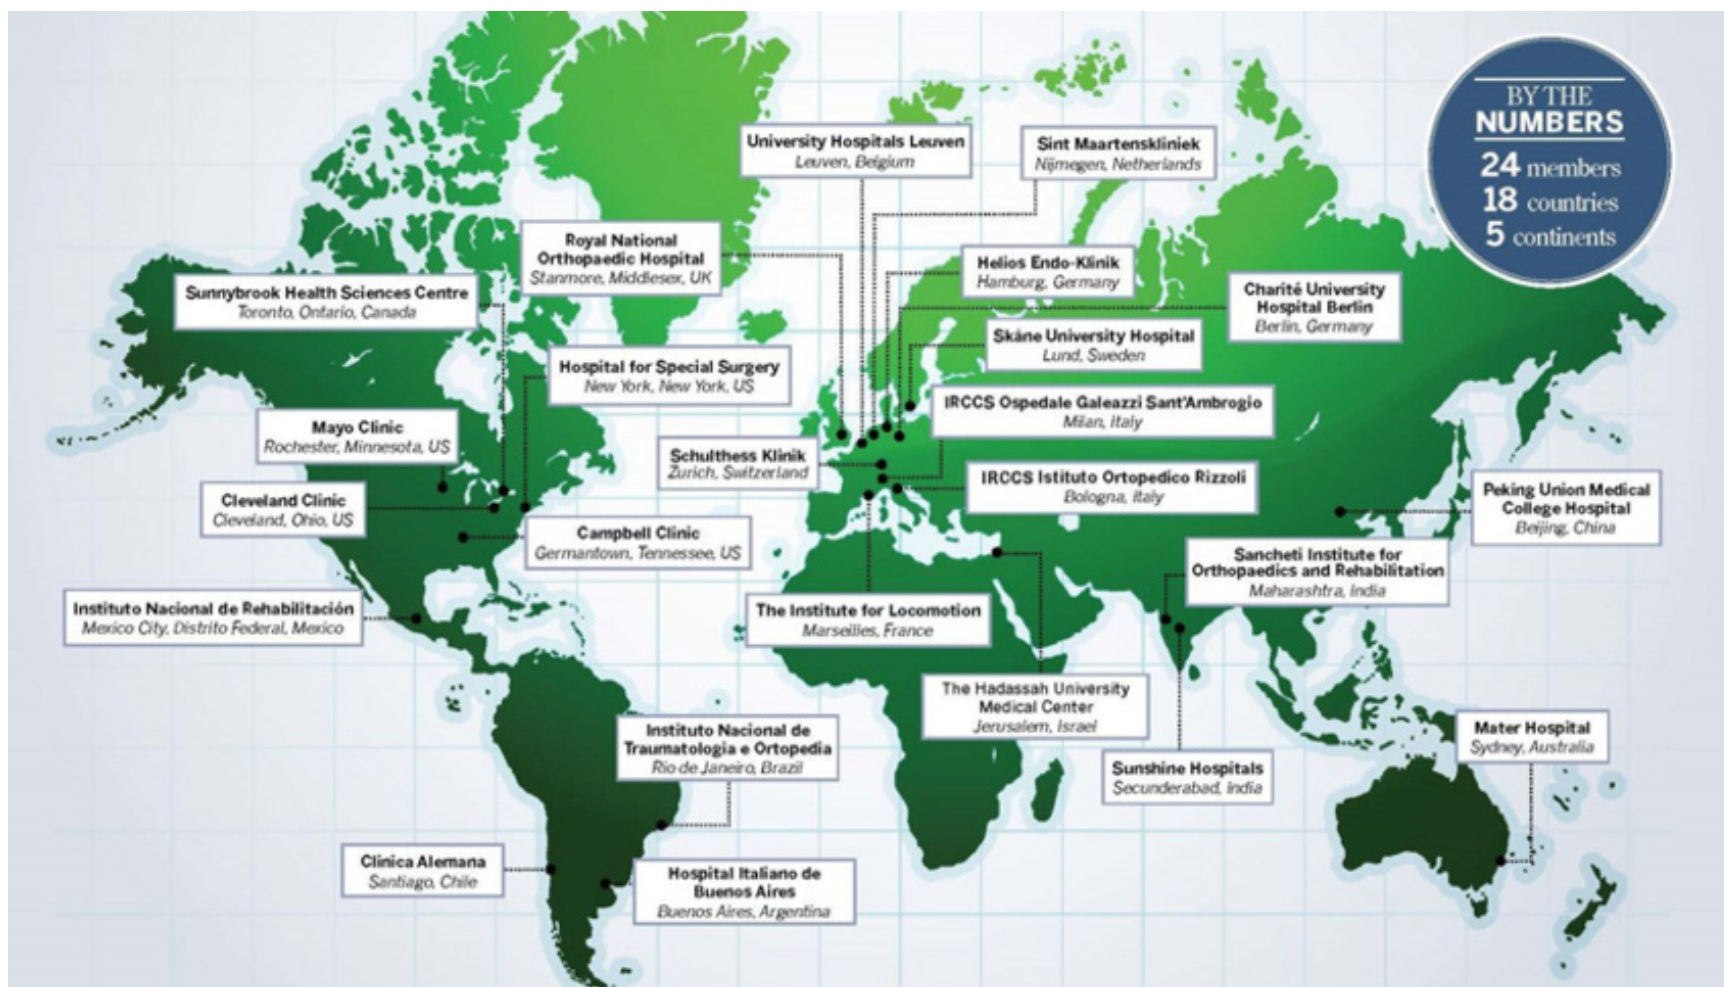 BY THE
NUMBERS
24 members
18 countries
5 continents
University Hospitals Leuven
Leuven, Belgium
Sint Maartenskliniek
Nijmegen, Netherlands
Royal National
Orthopaedic Hospital
Stanmore, Middlesex, UK
Helios Endo-Klinik
Hamburg, Germany
Sunnybrook Health Sciences Centre
Toronto, Ontario, Canada
Charité University
Hospital Berlin
Berlin, Germany
Skåne University Hospital
Lund, Sweden
Hospital for Special Surgery
New York, New York, US
IRCCS Ospedale Galeazzi Sant'Ambrogio
Milan, Italy
Mayo Clinic
Rochester, Minnesota, US
Schulthess Klinik
Zurich, Switzerland
IRCCS Istituto Ortopedico Rizzoli
Bologna, Italy
Cleveland Clinic
Cleveland, Ohio, US
Peking Union Medical
College Hospital
Beijing, China
Campbell Clinic
Germantown, Tennessee, US
Sancheti Institute for
Orthopaedics and Rehabilitation
Maharashtra, India
Instituto Nacional de Rehabilitación
Mexico City, Distrito Federal, Mexico
The Institute for Locomotion
Marseilles, France
The Hadassah University
Medical Center
Jerusalem, Israel
Instituto Nacional de
Traumatologia e Ortopedia
Rio de Janeiro, Brazil
Mater Hospital
Sydney, Australia
Sunshine Hospitals
Secunderabad, India
Clinica Alemana
Santiago, Chile
Hospital Italiano de
Buenos Aires
Buenos Aires, Argentina